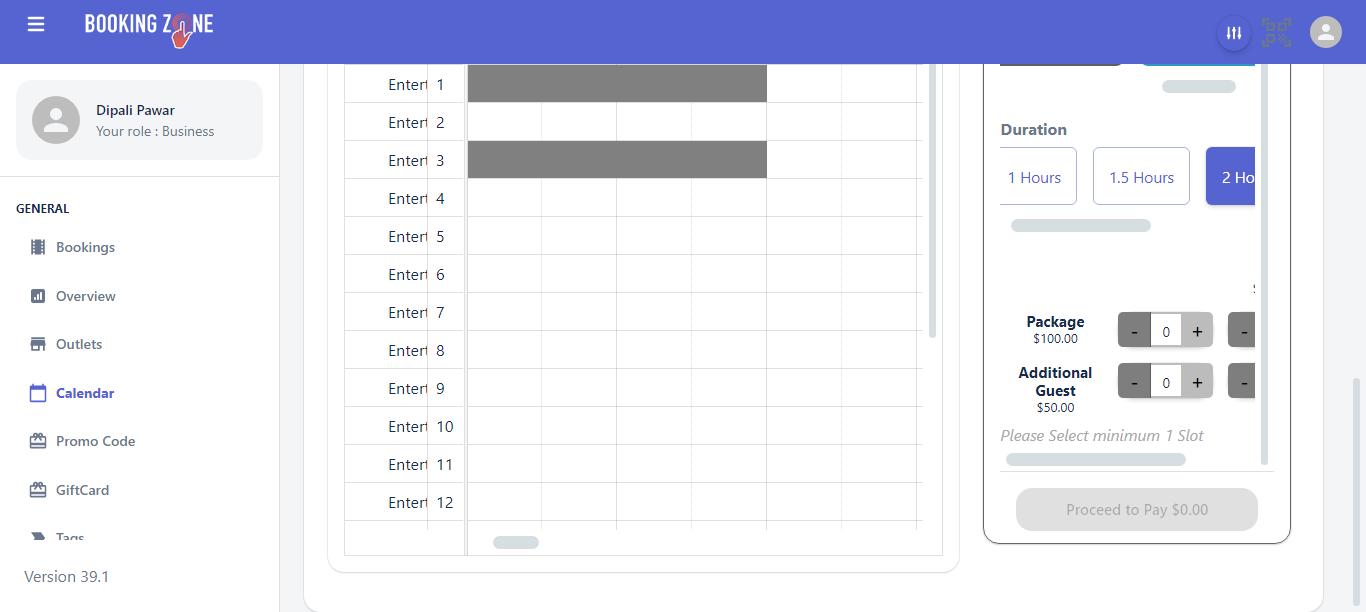 BOOKING ZONE
Dipali Pawar
Your role : Business
GENERAL
Bookings
Overview
Outlets
Calendar
Promo Code
GiftCard
Tags
Version 39.1
Entert 1
Entert 2
Entert 3
Entert 4
Entert 5
Entert 6
Entert 7
Entert 8
Entert 9
Entert 10
Entert 11
Entert 12
Duration
1 Hours
1.5 Hours
2 Ho
Package
$100.00
- 0 + -
Additional
Guest
$50.00
- 0 + -
Please Select minimum 1 Slot
Proceed to Pay $0.00